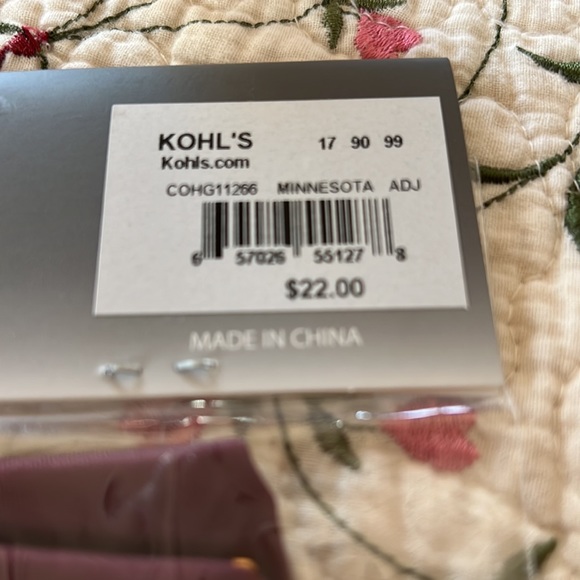 KOHL'S 17 90 99
Kohls.com
COHG11266 MINNESOTA ADJ
6 57026 55127 8
$22.00
MADE IN CHINA